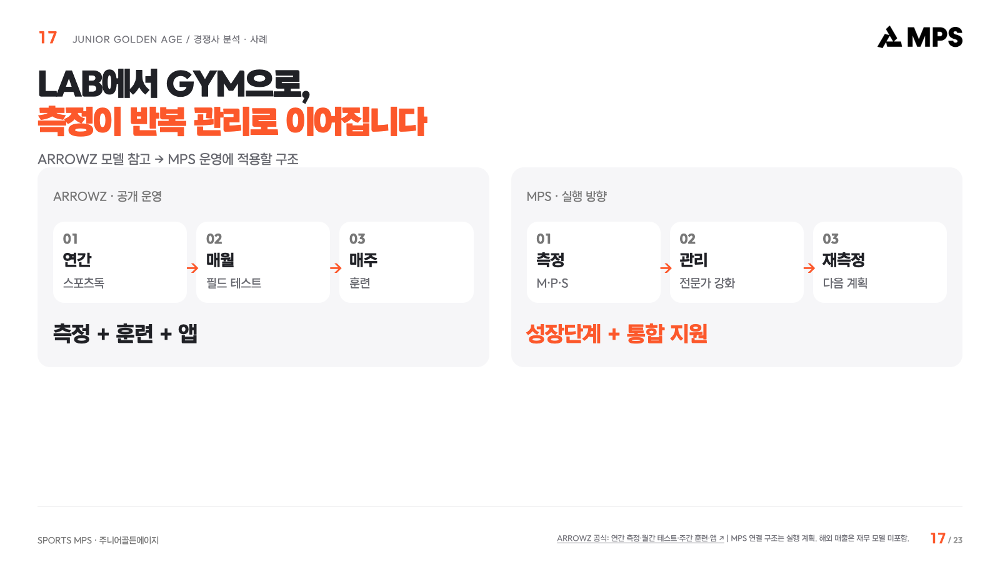 17 JUNIOR GOLDEN AGE / 경쟁사 분석 · 사례
MPS
LAB에서 GYM으로,
측정이 반복 관리로 이어집니다
ARROWZ 모델 참고 → MPS 운영에 적용할 구조
ARROWZ · 공개 운영
01
연간
스포츠독
→
02
매월
필드 테스트
→
03
매주
훈련
측정 + 훈련 + 앱
MPS · 실행 방향
01
측정
M·P·S
→
02
관리
전문가 강화
→
03
재측정
다음 계획
성장단계 + 통합 지원
SPORTS MPS · 주니어골든에이지
ARROWZ 공식: 연간 측정·월간 테스트·주간 훈련·앱 ↗ | MPS 연결 구조는 실행 계획. 해외 매출은 재무 모델 미포함.
17 / 23